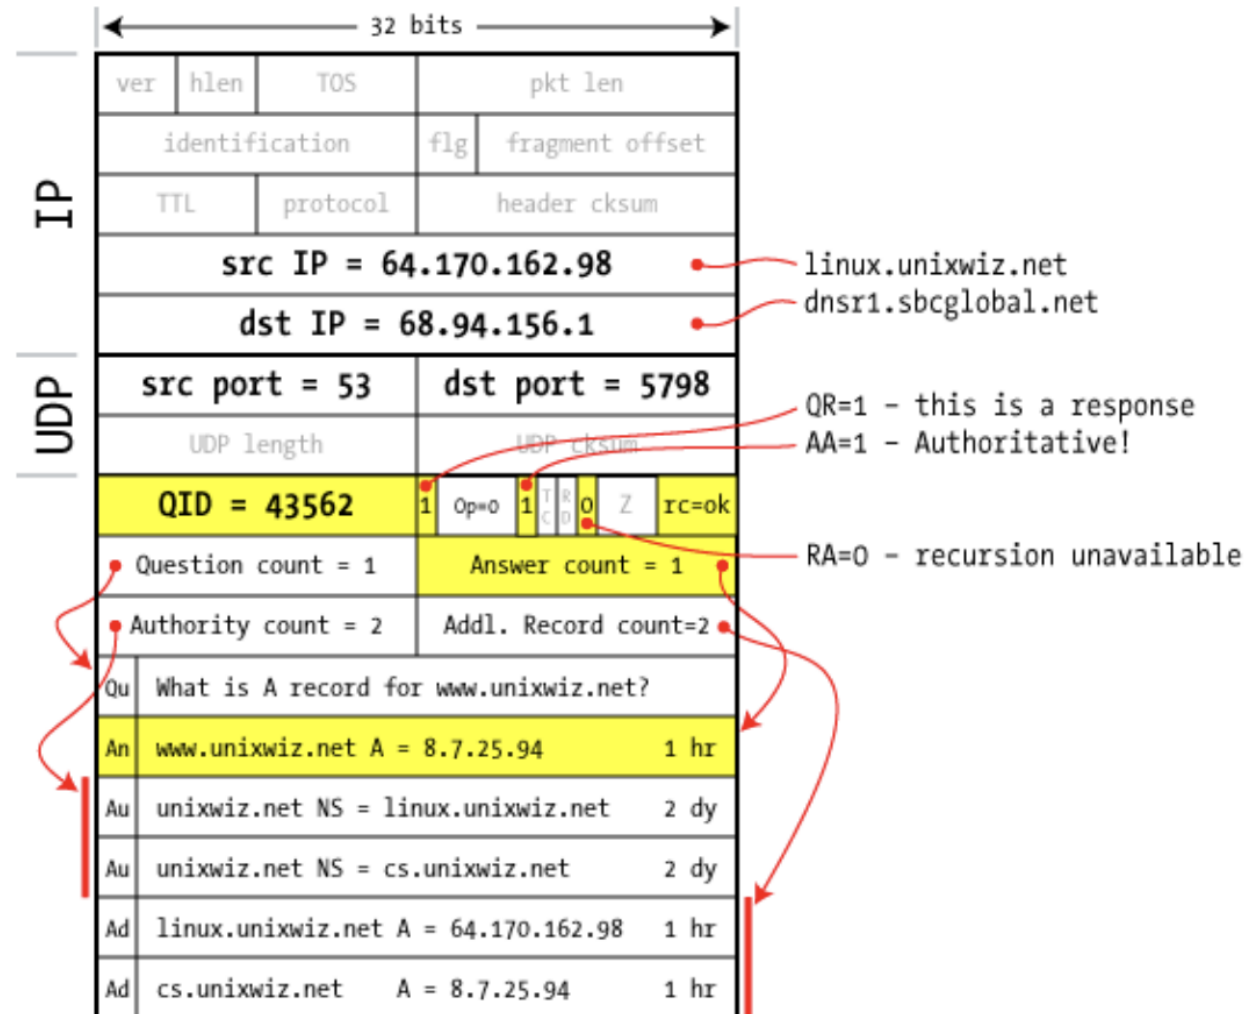 32 bits
ver hlen TOS pkt len
identification flg fragment offset
TTL protocol header cksum
IP
src IP = 64.170.162.98 linux.unixwiz.net
dst IP = 68.94.156.1 dnsr1.sbcglobal.net
UDP
src port = 53 dst port = 5798
QR=1 – this is a response
UDP length UDP cksum AA=1 – Authoritative!
QID = 43562 1 Op=0 1 TC RD 0 Z rc=ok
RA=0 – recursion unavailable
Question count = 1 Answer count = 1
Authority count = 2 Addl. Record count=2
Qu What is A record for www.unixwiz.net?
An www.unixwiz.net A = 8.7.25.94 1 hr
Au unixwiz.net NS = linux.unixwiz.net 2 dy
Au unixwiz.net NS = cs.unixwiz.net 2 dy
Ad linux.unixwiz.net A = 64.170.162.98 1 hr
Ad cs.unixwiz.net A = 8.7.25.94 1 hr